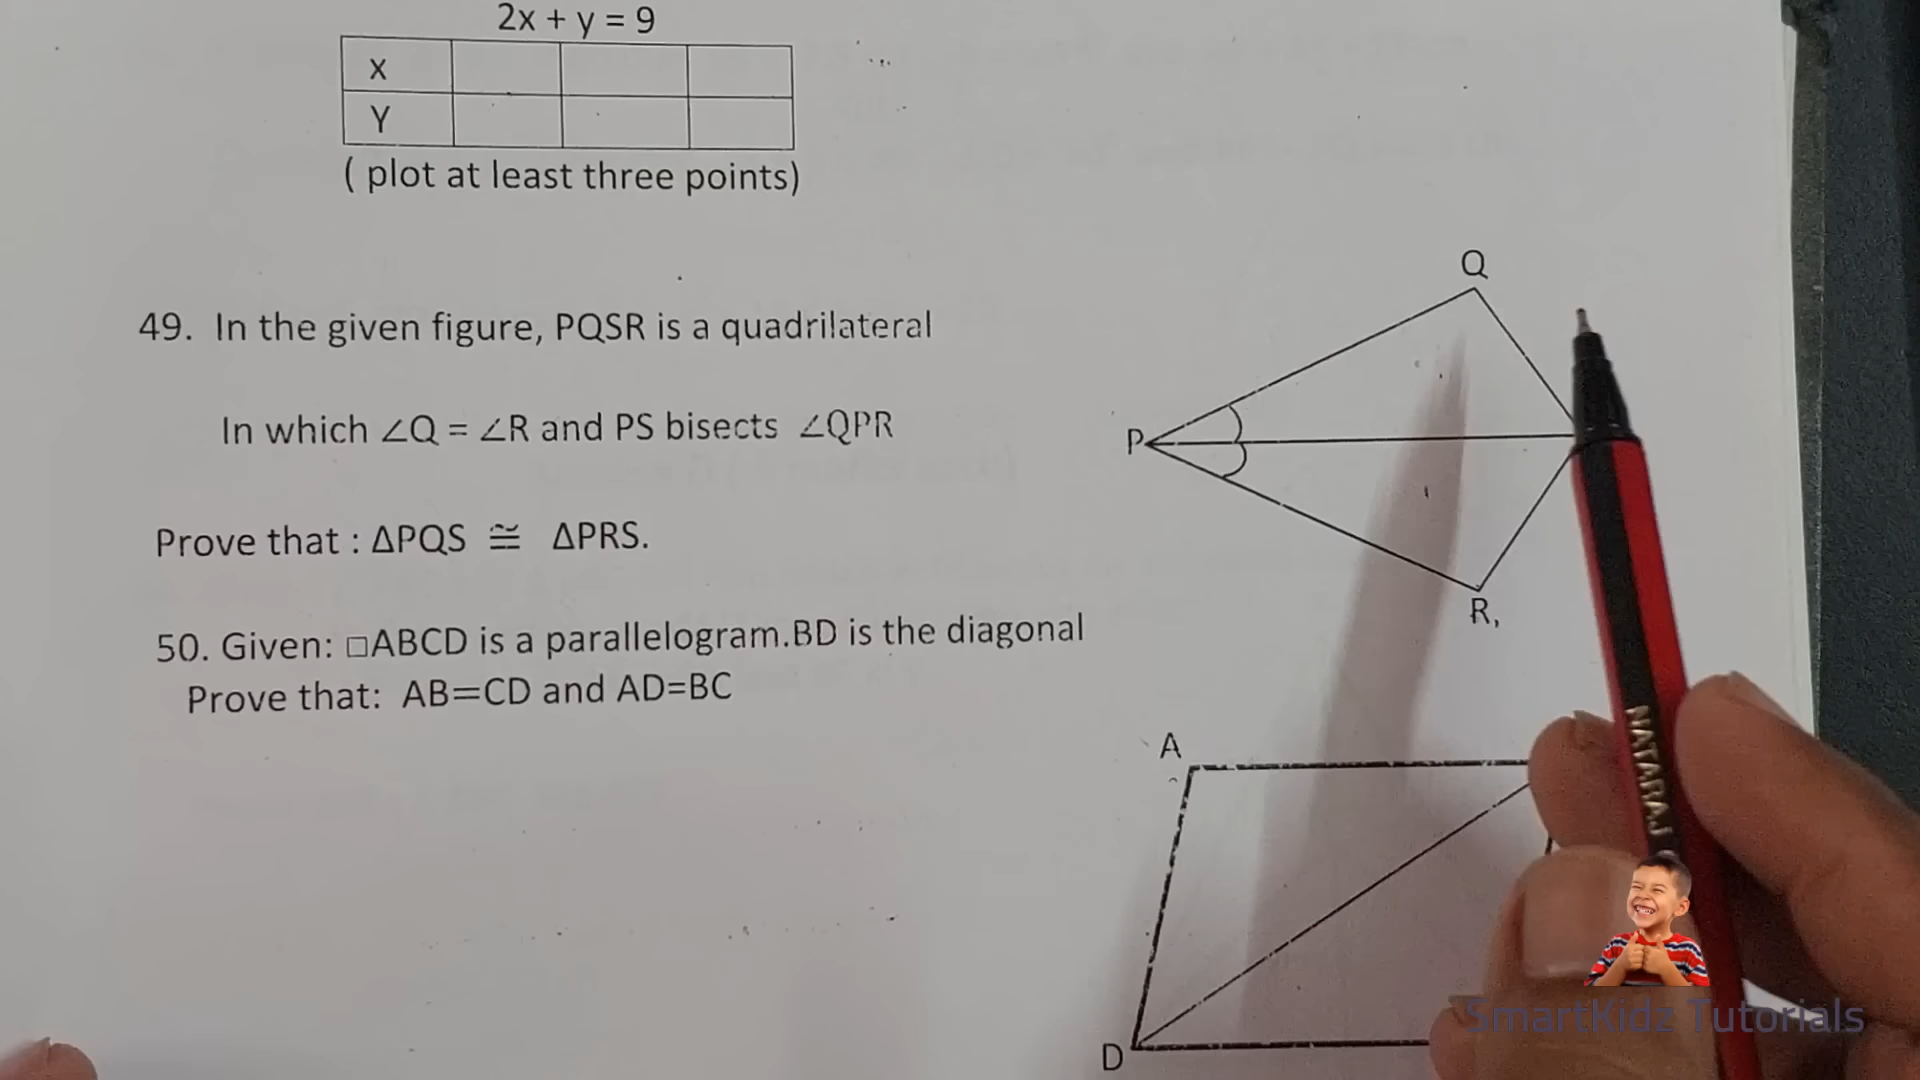 2x + y = 9
X
Y
( plot at least three points)
Q
49. In the given figure, PQSR is a quadrilateral
In which ∠Q = ∠R and PS bisects ∠QPR
P
Prove that : ΔPQS ≅ ΔPRS.
R,
50. Given: □ABCD is a parallelogram.BD is the diagonal
Prove that: AB=CD and AD=BC
A
NATARAJ
D
SmartKidz Tutorials